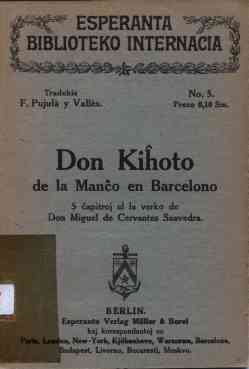 ESPERANTA
BIBLIOTEKO INTERNACIA
Tradukis
F. Pujulà y Vallès.
No. 5.
Prezo 0,10 Sm.
Don Kiĥoto
de la Manĉo en Barcelono
5 ĉapitroj el la verko de
Don Miguel de Cervantes Saavedra.
BERLIN.
Esperanto Verlag Möller & Borel
kaj korespondantoj en
Paris, London, New-York, Kjöbenhavn, Warszawa, Barcelona,
Budapest, Livorno, Bucuresti, Moskvo.